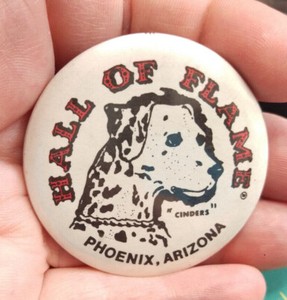 HALL OF FLAME®
"CINDERS"
PHOENIX, ARIZONA